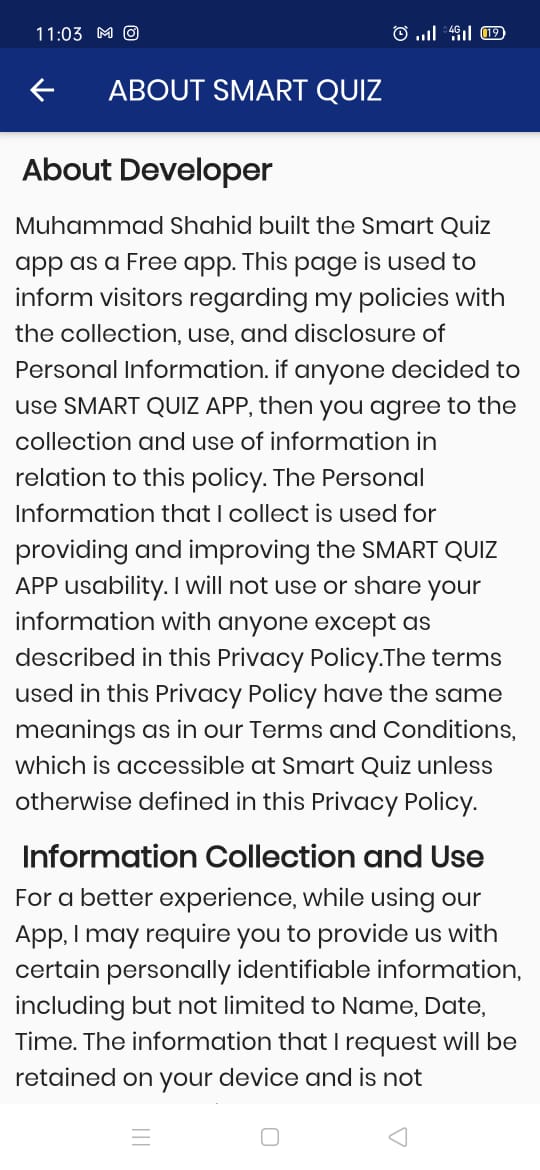 11:03
4G
19
ABOUT SMART QUIZ
About Developer
Muhammad Shahid built the Smart Quiz
app as a Free app. This page is used to
inform visitors regarding my policies with
the collection, use, and disclosure of
Personal Information. if anyone decided to
use SMART QUIZ APP, then you agree to the
collection and use of information in
relation to this policy. The Personal
Information that I collect is used for
providing and improving the SMART QUIZ
APP usability. I will not use or share your
information with anyone except as
described in this Privacy Policy.The terms
used in this Privacy Policy have the same
meanings as in our Terms and Conditions,
which is accessible at Smart Quiz unless
otherwise defined in this Privacy Policy.
Information Collection and Use
For a better experience, while using our
App, I may require you to provide us with
certain personally identifiable information,
including but not limited to Name, Date,
Time. The information that I request will be
retained on your device and is not